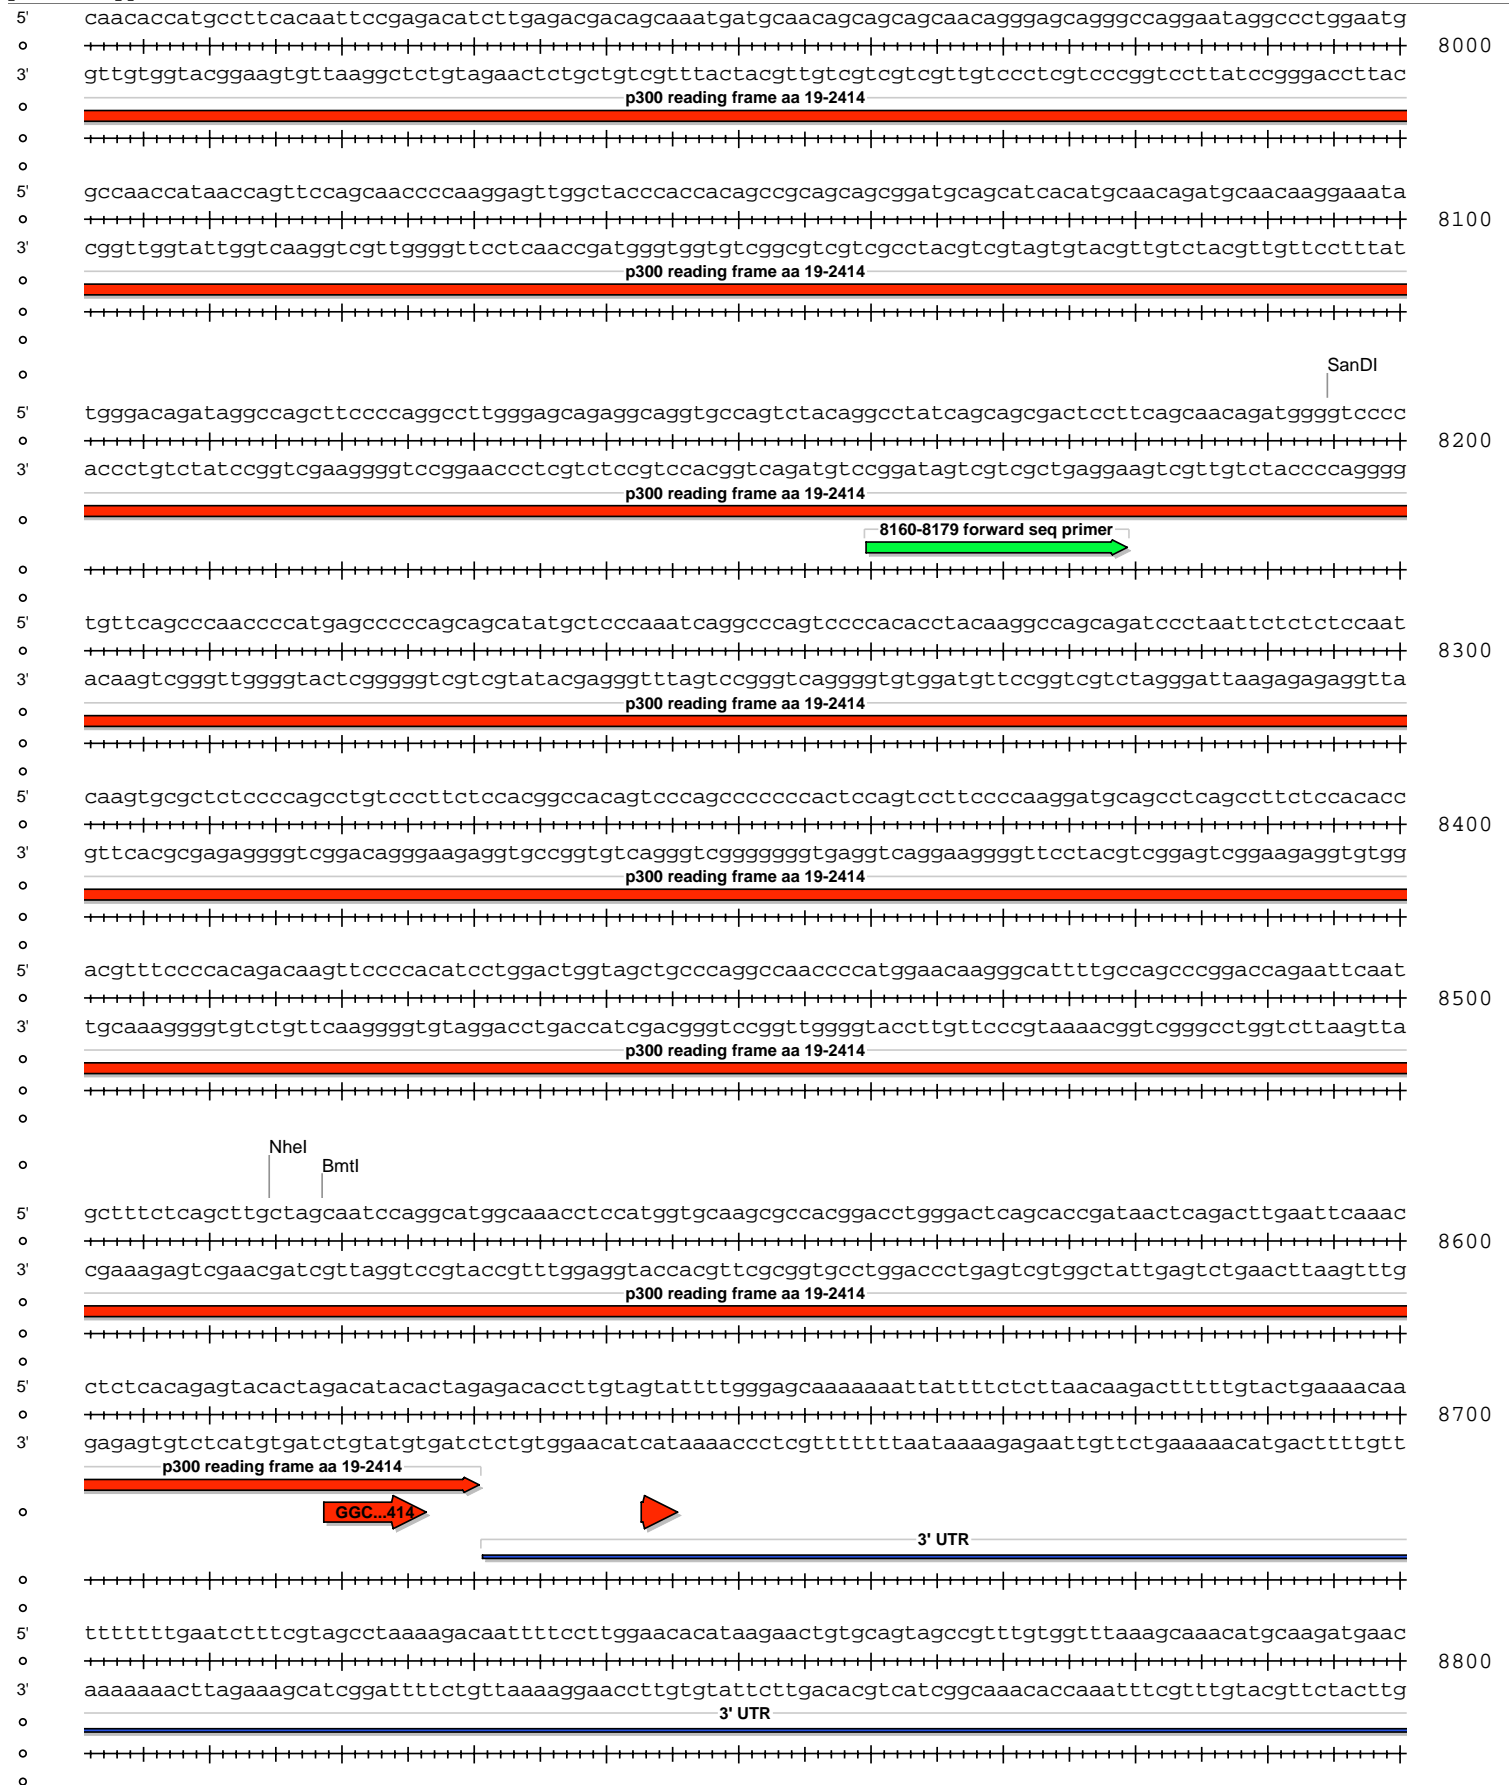 5' caacaccatgccttcacaattccgagacatcttgagacgacagcaaatgatgcaacagcagcagcaacagggagcagggccaggaataggccctggaatg
8000
3' gttgtggtacggaagtgttaaggctctgtagaactctgctgtcgtttactacgttgtcgtcgtcgttgtccctcgtcccggtccttatccgggaccttac
p300 reading frame aa 19-2414
5' gccaaccataaccagttccagcaaccccaaggagttggctacccaccacagccgcagcagcggatgcagcatcacatgcaacagatgcaacaaggaaata
8100
3' cggttggtattggtcaaggtcgttggggttcctcaaccgatgggtggtgtcggcgtcgtcgcctacgtcgtagtgtacgttgtctacgttgttcctttat
p300 reading frame aa 19-2414
SanDI
5' tgggacagataggccagcttccccaggccttgggagcagaggcaggtgccagtctacaggcctatcagcagcgactccttcagcaacagatggggtcccc
8200
3' accctgtctatccggtcgaaggggtccggaaccctcgtctccgtccacggtcagatgtccggatagtcgtcgctgaggaagtcgttgtctaccccagggg
p300 reading frame aa 19-2414
8160-8179 forward seq primer
5' tgttcagcccaaccccatgagcccccagcagcatatgctcccaaatcaggcccagtccccacacctacaaggccagcagatccctaattctctctccaat
8300
3' acaagtcgggttggggtactcgggggtcgtcgtatacgagggtttagtccgggtcaggggtgtggatgttccggtcgtctagggattaagagagaggtta
p300 reading frame aa 19-2414
5' caagtgcgctctccccagcctgtcccttctccacggccacagtcccagcccccccactccagtccttccccaaggatgcagcctcagccttctccacacc
8400
3' gttcacgcgagaggggtcggacagggaagaggtgccggtgtcagggtcgggggggtgaggtcaggaaggggttcctacgtcggagtcggaagaggtgtgg
p300 reading frame aa 19-2414
5' acgtttccccacagacaagttccccacatcctggactggtagctgcccaggccaaccccatggaacaagggcattttgccagcccggaccagaattcaat
8500
3' tgcaaaggggtgtctgttcaaggggtgtaggacctgaccatcgacgggtccggttggggtaccttgttcccgtaaaacggtcgggcctggtcttaagtta
p300 reading frame aa 19-2414
NheI
BmtI
5' gctttctcagcttgctagcaatccaggcatggcaaacctccatggtgcaagcgccacggacctgggactcagcaccgataactcagacttgaattcaaac
8600
3' cgaaagagtcgaacgatcgttaggtccgtaccgtttggaggtaccacgttcgcggtgcctggaccctgagtcgtggctattgagtctgaacttaagtttg
p300 reading frame aa 19-2414
5' ctctcacagagtacactagacatacactagagacaccttgtagtattttgggagcaaaaaaattattttctcttaacaagactttttgtactgaaaacaa
8700
3' gagagtgtctcatgtgatctgtatgtgatctctgtggaacatcataaaaccctcgtttttttaataaaagagaattgttctgaaaaacatgacttttgtt
p300 reading frame aa 19-2414
GGC...414
3' UTR
5' tttttttgaatctttcgtagcctaaaagacaattttccttggaacacataagaactgtgcagtagccgtttgtggtttaaagcaaacatgcaagatgaac
8800
3' aaaaaaacttagaaagcatcggattttctgttaaaaggaaccttgtgtattcttgacacgtcatcggcaaacaccaaatttcgtttgtacgttctacttg
3' UTR